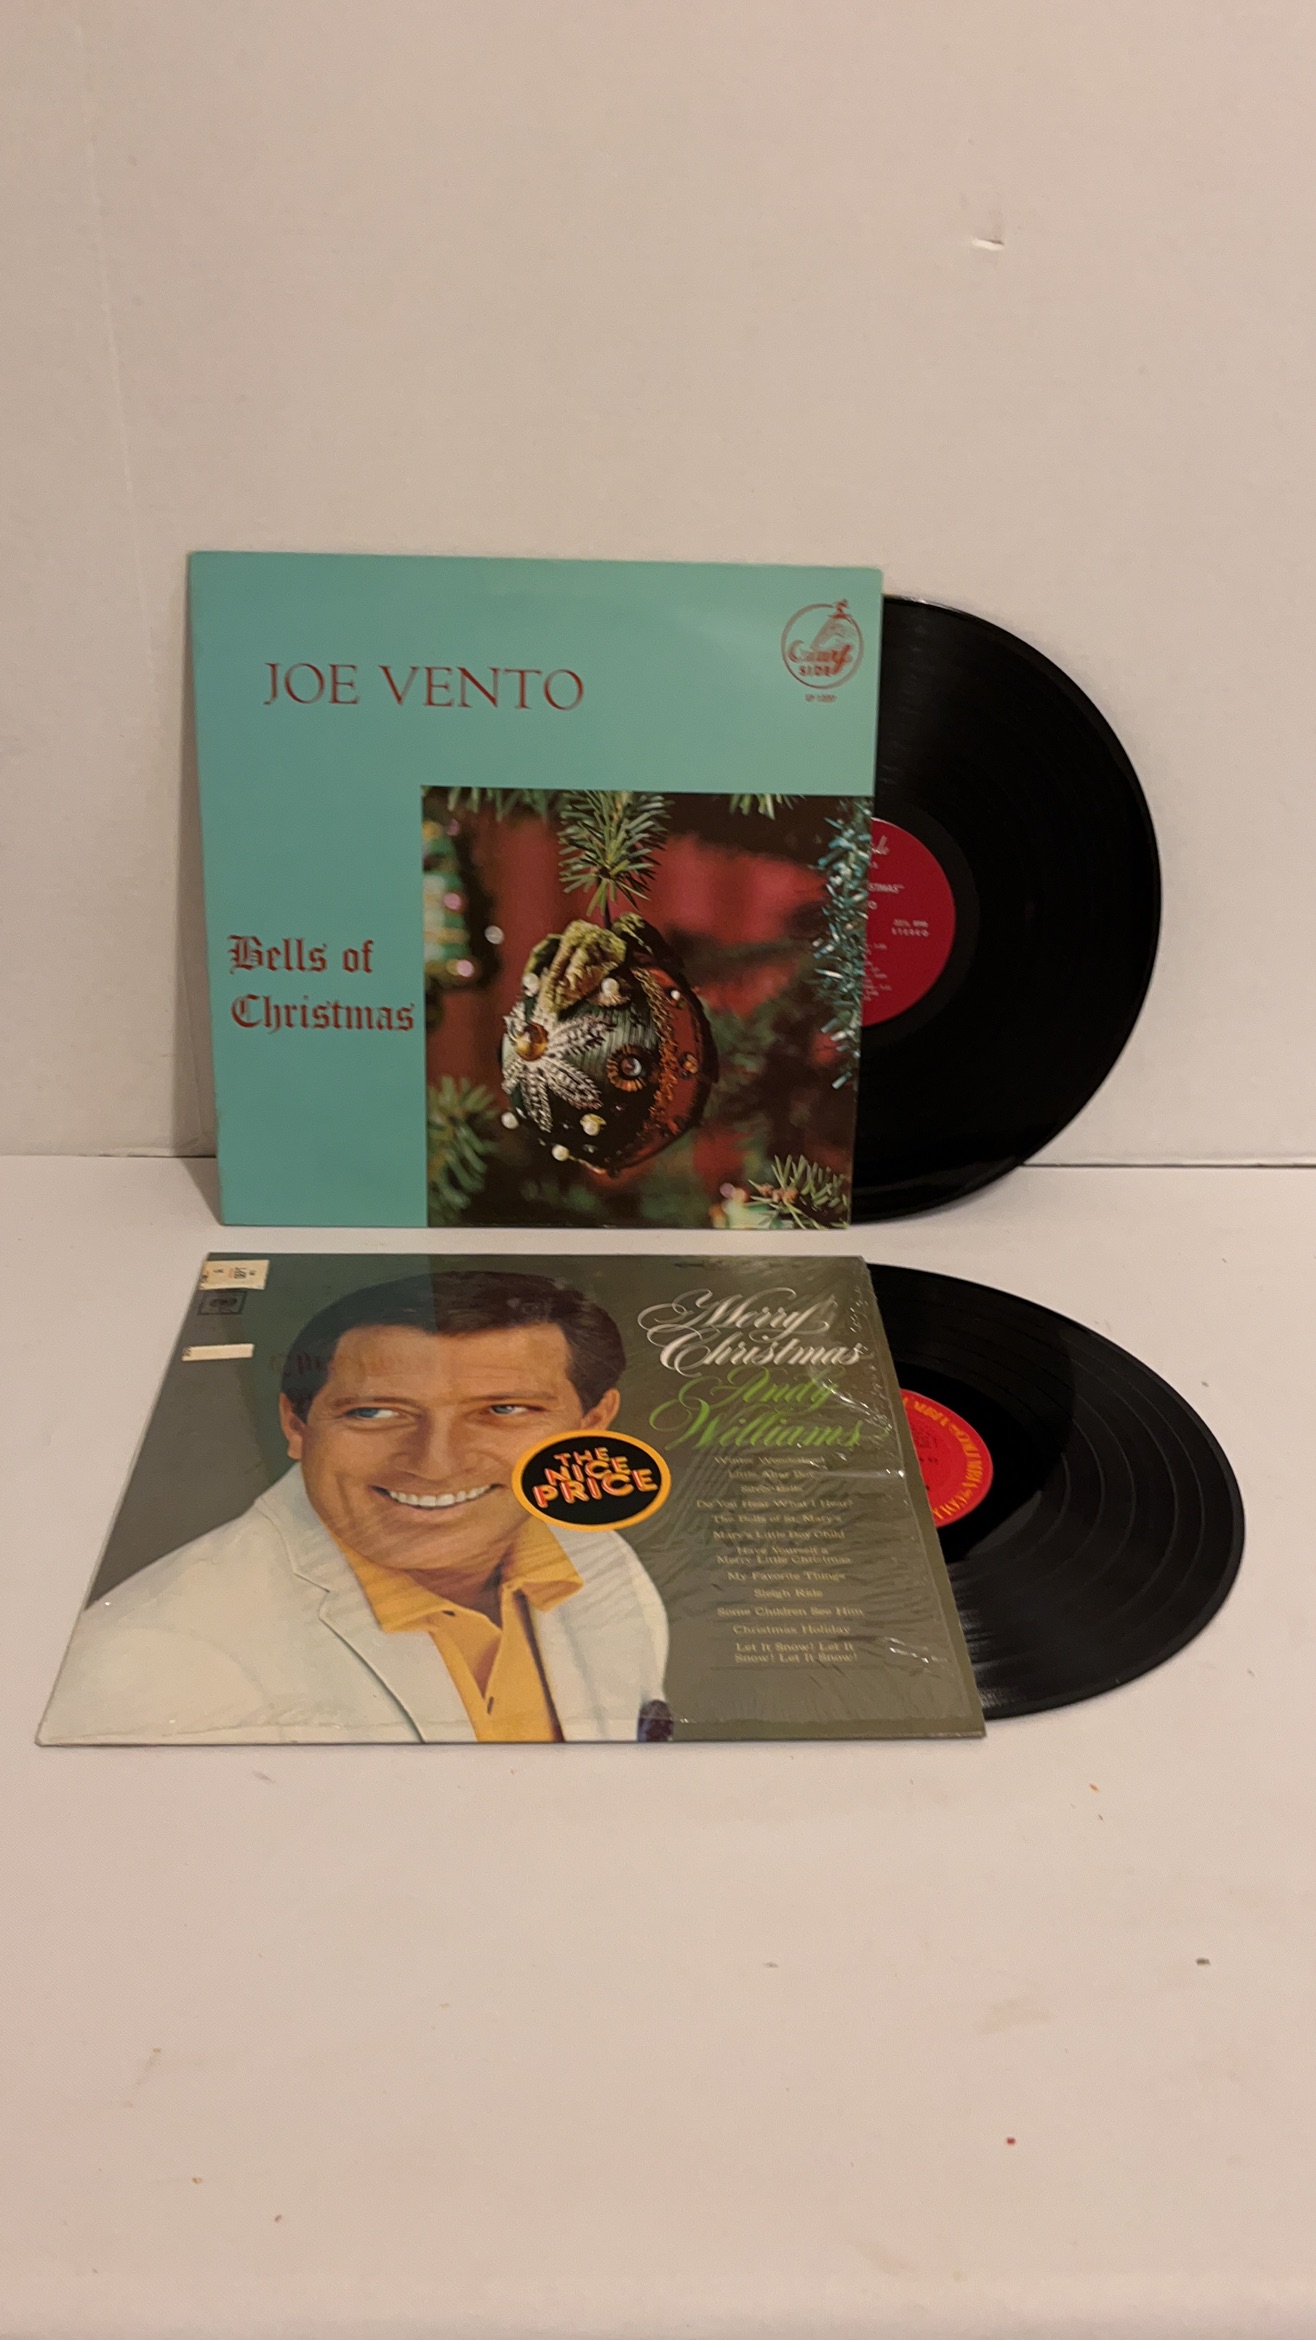 JOE VENTO
SIDE
Bells of
Christmas
STEREO
Merry
Christmas
Andy
Williams
THE
NICE
PRICE
Winter Wonderland
Little Altar Boy
Silver Bells
Do You Hear What I Hear?
The Bells of St. Mary's
Mary's Little Boy Child
Have Yourself a
Merry Little Christmas
My Favorite Things
Sleigh Ride
Some Children See Him
Christmas Holiday
Let It Snow! Let It
Snow! Let It Snow!